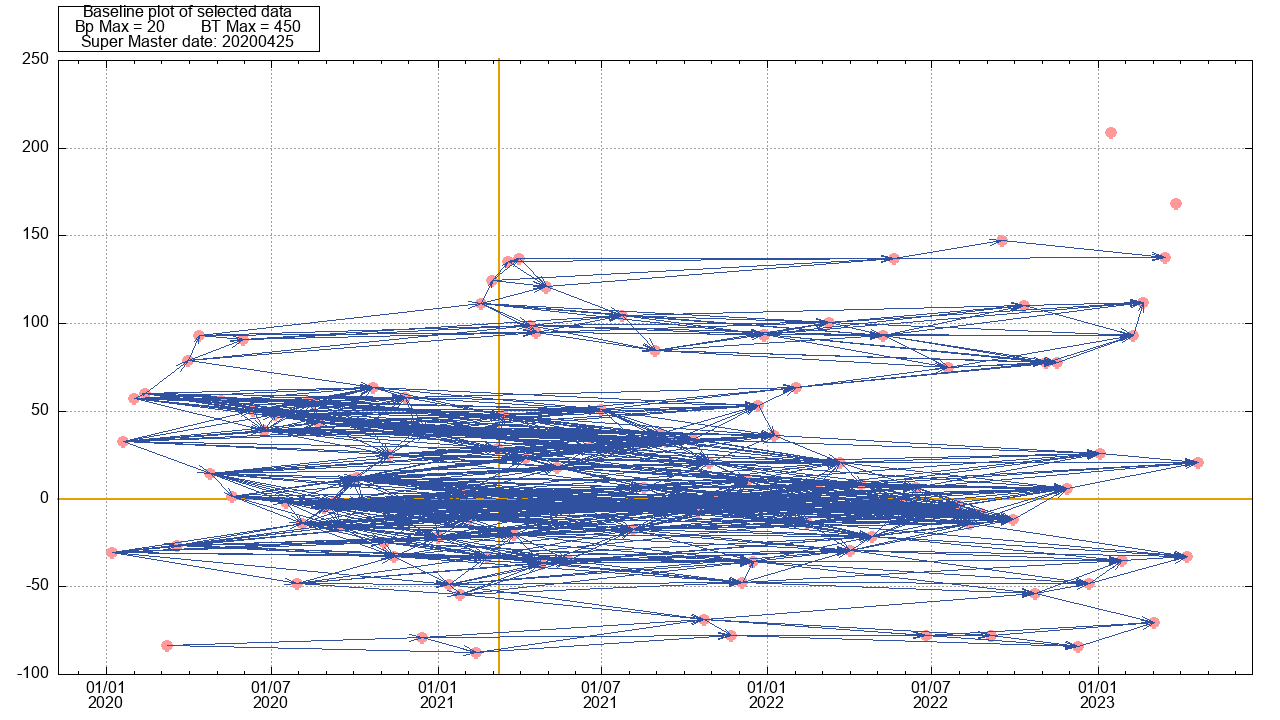 Baseline plot of selected data
Bp Max = 20 BT Max = 450
Super Master date: 20200425
250
200
150
100
50
0
-50
-100
01/01 01/07 01/01 01/07 01/01 01/07 01/01
2020 2020 2021 2021 2022 2022 2023